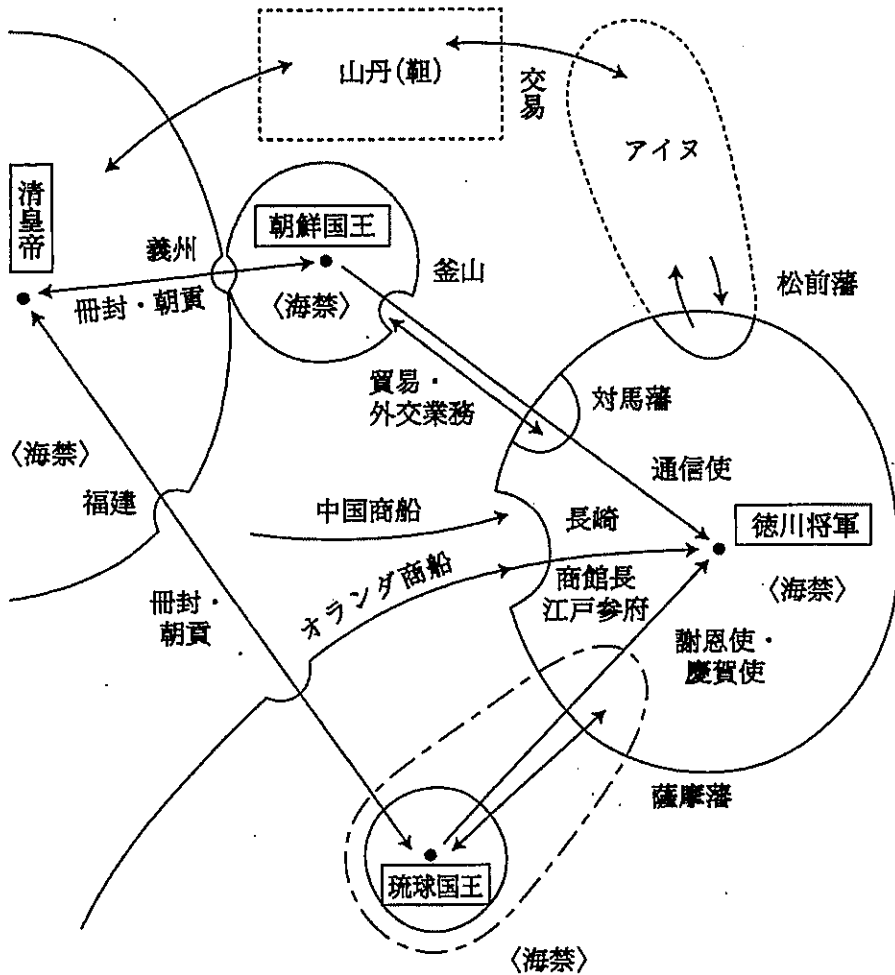 山丹(靼)
交易
アイヌ
清皇帝
義州
朝鮮国王
釜山
松前藩
冊封・朝貢
〈海禁〉
貿易・
外交業務
対馬藩
〈海禁〉
通信使
福建
中国商船
長崎
徳川将軍
オランダ商船
商館長
江戸参府
〈海禁〉
冊封・
朝貢
謝恩使・
慶賀使
薩摩藩
琉球国王
〈海禁〉